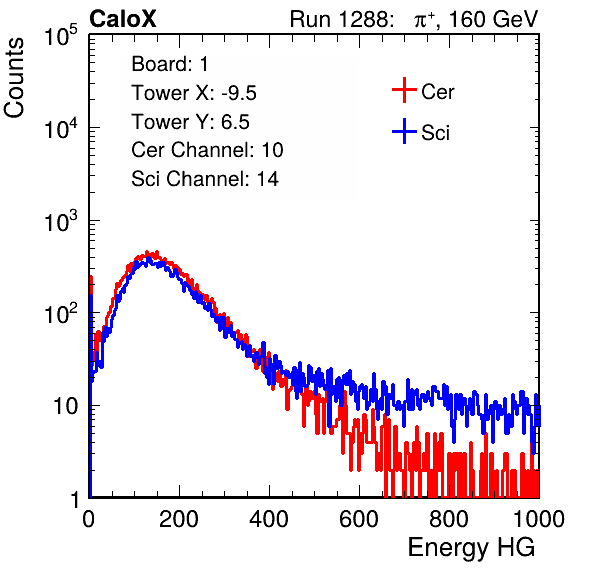 CaloX Run 1288: π⁺, 160 GeV
Board: 1
Tower X: -9.5
Tower Y: 6.5
Cer Channel: 10
Sci Channel: 14
Cer
Sci
Counts
10⁵
10⁴
10³
10²
10
1
0 200 400 600 800 1000
Energy HG